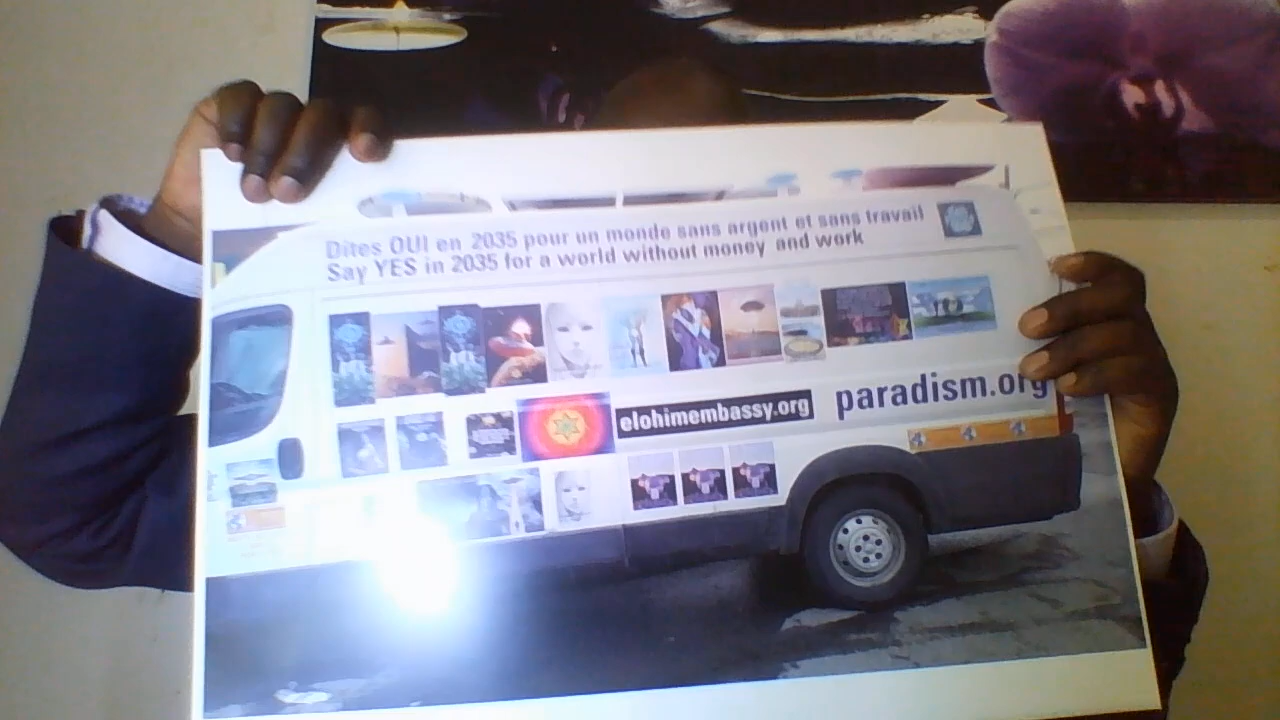 Dites OUI en 2035 pour un monde sans argent et sans travail
Say YES in 2035 for a world without money and work
elohimembassy.org
paradism.org